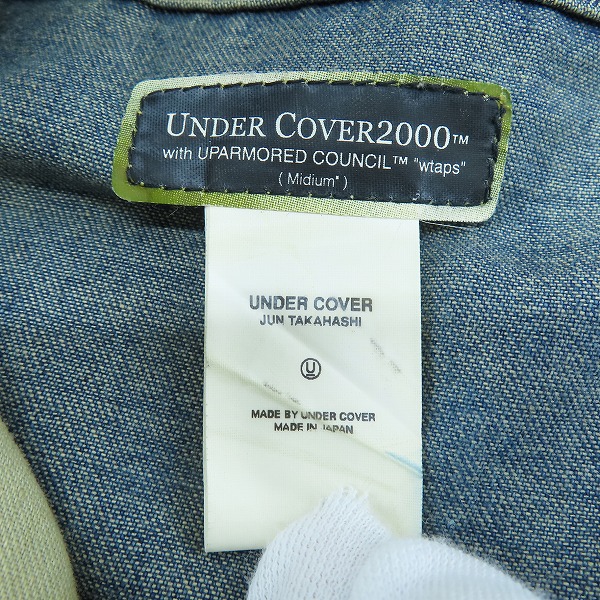 UNDER COVER2000™
with UPARMORED COUNCIL™ "wtaps"
( Midium" )
UNDER COVER
JUN TAKAHASHI
U
MADE BY UNDER COVER
MADE IN JAPAN